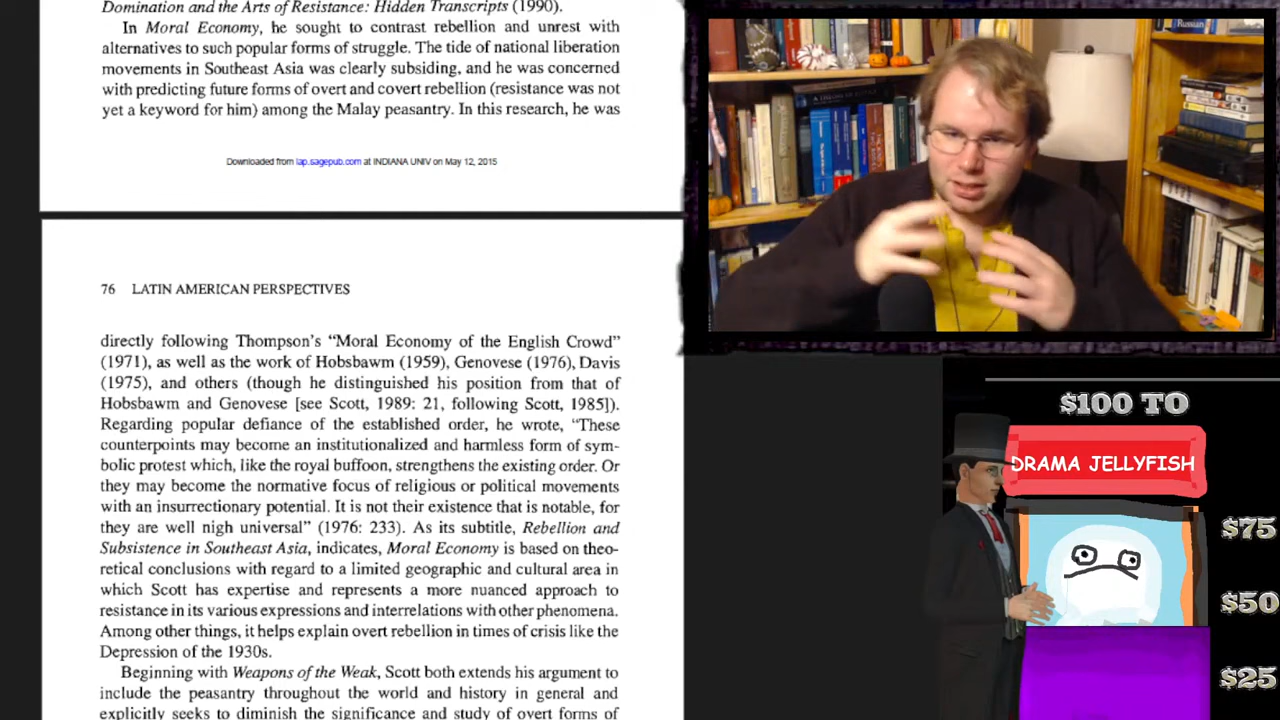 Domination and the Arts of Resistance: Hidden Transcripts (1990).
In Moral Economy, he sought to contrast rebellion and unrest with
alternatives to such popular forms of struggle. The tide of national liberation
movements in Southeast Asia was clearly subsiding, and he was concerned
with predicting future forms of overt and covert rebellion (resistance was not
yet a keyword for him) among the Malay peasantry. In this research, he was
Downloaded from lap.sagepub.com at INDIANA UNIV on May 12, 2015
76 LATIN AMERICAN PERSPECTIVES
directly following Thompson's “Moral Economy of the English Crowd”
(1971), as well as the work of Hobsbawm (1959), Genovese (1976), Davis
(1975), and others (though he distinguished his position from that of
Hobsbawm and Genovese [see Scott, 1989: 21, following Scott, 1985]).
Regarding popular defiance of the established order, he wrote, “These
counterpoints may become an institutionalized and harmless form of sym-
bolic protest which, like the royal buffoon, strengthens the existing order. Or
they may become the normative focus of religious or political movements
with an insurrectionary potential. It is not their existence that is notable, for
they are well nigh universal” (1976: 233). As its subtitle, Rebellion and
Subsistence in Southeast Asia, indicates, Moral Economy is based on theo-
retical conclusions with regard to a limited geographic and cultural area in
which Scott has expertise and represents a more nuanced approach to
resistance in its various expressions and interrelations with other phenomena.
Among other things, it helps explain overt rebellion in times of crisis like the
Depression of the 1930s.
Beginning with Weapons of the Weak, Scott both extends his argument to
include the peasantry throughout the world and history in general and
explicitly seeks to diminish the significance and study of overt forms of
Russian
$100 TO
DRAMA JELLYFISH
$75
$50
$25